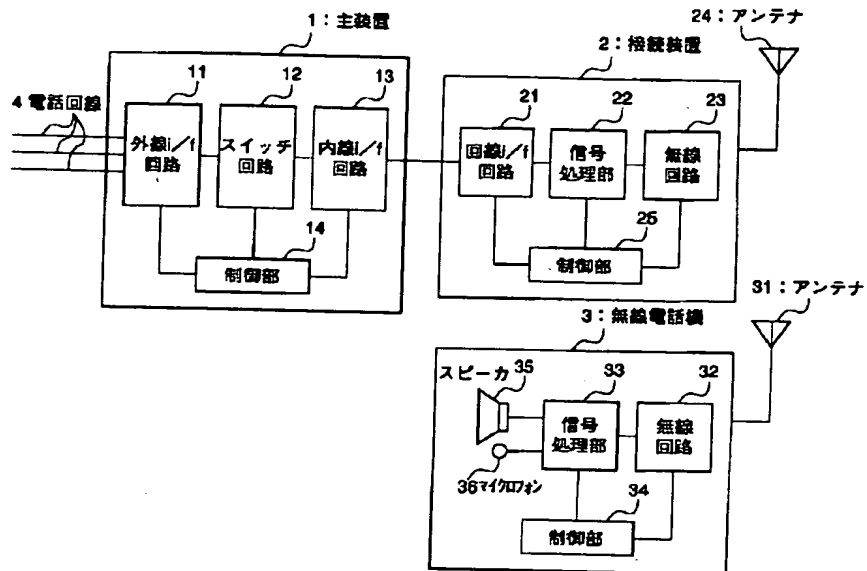 1：主装置
11
12
13
4 電話回線
外線i／f
回路
スイッチ
回路
内線i／f
回路
14
制御部
24：アンテナ
2：接続装置
21
22
23
回線i／f
回路
信号
処理部
無線
回路
25
制御部
31：アンテナ
3：無線電話機
スピーカ
35
33
32
信号
処理部
無線
回路
36マイクロフォン
34
制御部